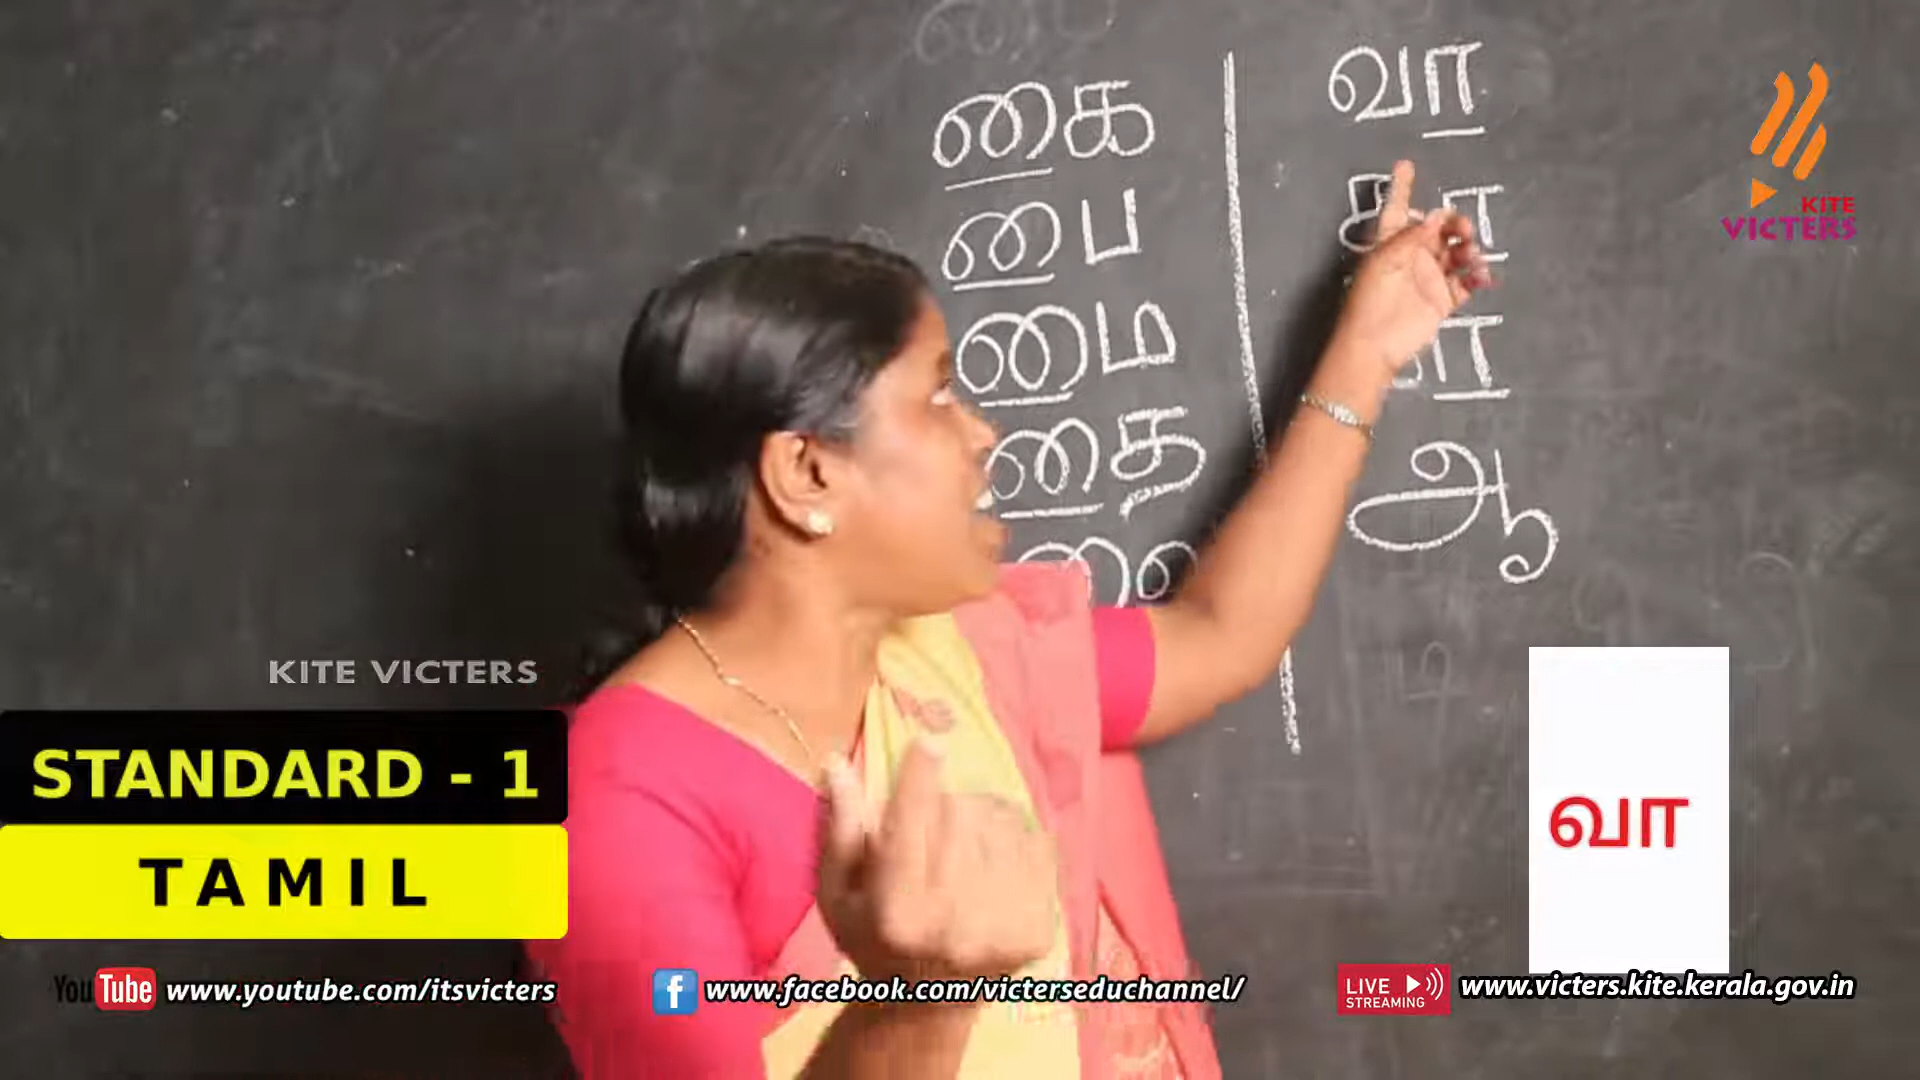 கை
பை
மை
தை
வா
ஆ
KITE
VICTERS
KITE VICTERS
STANDARD - 1
TAMIL
வா
YouTube www.youtube.com/itsvicters
www.facebook.com/victerseduchannel/
LIVE STREAMING www.victers.kite.kerala.gov.in